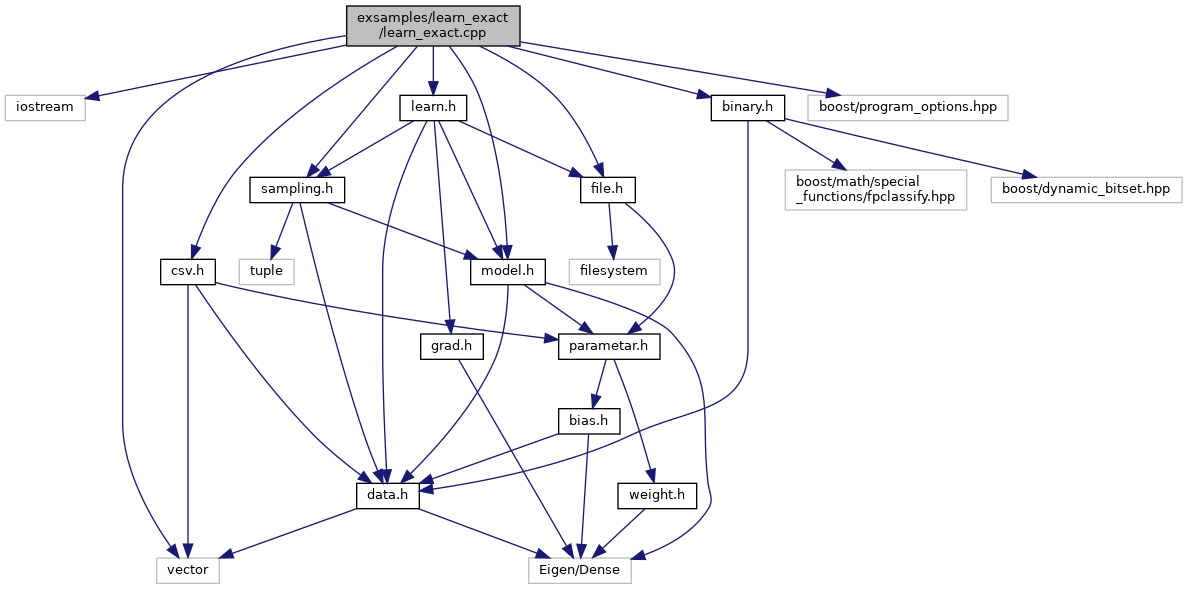 exsamples/learn_exact
/learn_exact.cpp
iostream
learn.h
binary.h
boost/program_options.hpp
sampling.h
file.h
boost/math/special
_functions/fpclassify.hpp
boost/dynamic_bitset.hpp
csv.h
tuple
model.h
filesystem
grad.h
parametar.h
bias.h
data.h
weight.h
vector
Eigen/Dense